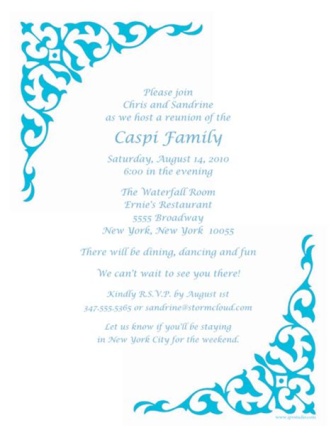 Please join
Chris and Sandrine
as we host a reunion of the
Caspi Family
Saturday, August 14, 2010
6:00 in the evening
The Waterfall Room
Ernie's Restaurant
5555 Broadway
New York, New York 10055
There will be dining, dancing and fun
We can't wait to see you there!
Kindly R.S.V.P. by August 1st
347.555.5365 or sandrine@stormcloud.com
Let us know if you'll be staying
in New York City for the weekend.